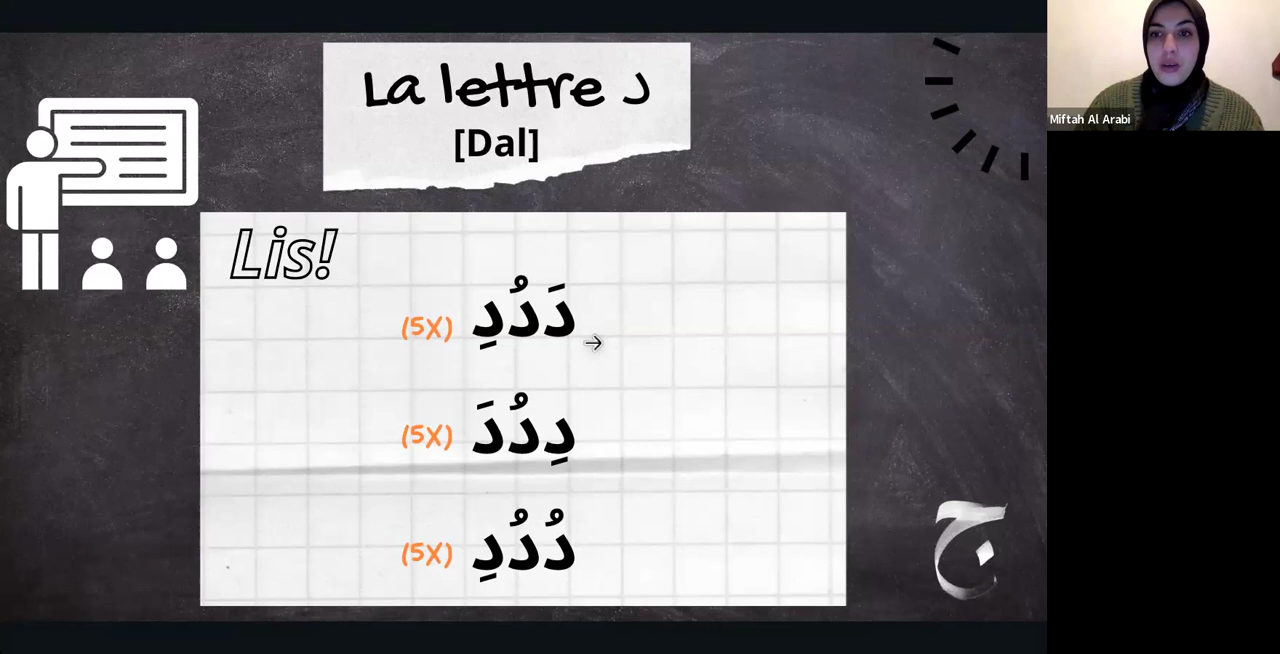 La lettre د
[Dal]
Miftah Al Arabi
Lis!
دَدُدِ (5X)
دِدُدَ (5X)
دُدُدِ (5X)
ج